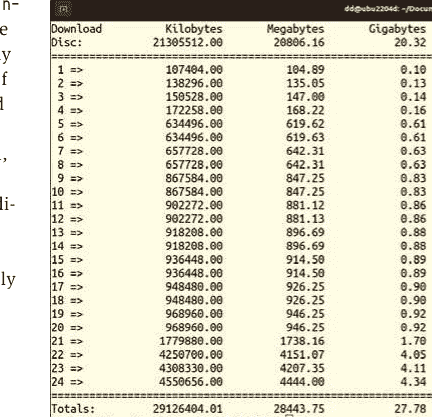 n-
e
y
f
d
,
di-
ly
dd@ubu2204d: ~/Docum
Download Kilobytes Megabytes Gigabytes
Disc: 21305512.00 20806.16 20.32
1 => 107404.00 104.89 0.10
2 => 138296.00 135.05 0.13
3 => 150528.00 147.00 0.14
4 => 172258.00 168.22 0.16
5 => 634496.00 619.62 0.61
6 => 634496.00 619.63 0.61
7 => 657728.00 642.31 0.63
8 => 657728.00 642.31 0.63
9 => 867584.00 847.25 0.83
10 => 867584.00 847.25 0.83
11 => 902272.00 881.12 0.86
12 => 902272.00 881.13 0.86
13 => 918208.00 896.69 0.88
14 => 918208.00 896.69 0.88
15 => 936448.00 914.50 0.89
16 => 936448.00 914.50 0.89
17 => 948480.00 926.25 0.90
18 => 948480.00 926.25 0.90
19 => 968960.00 946.25 0.92
20 => 968960.00 946.25 0.92
21 => 1779880.00 1738.16 1.70
22 => 4250700.00 4151.07 4.05
23 => 4308330.00 4207.35 4.11
24 => 4550656.00 4444.00 4.34
Totals: 29126404.01 28443.75 27.78